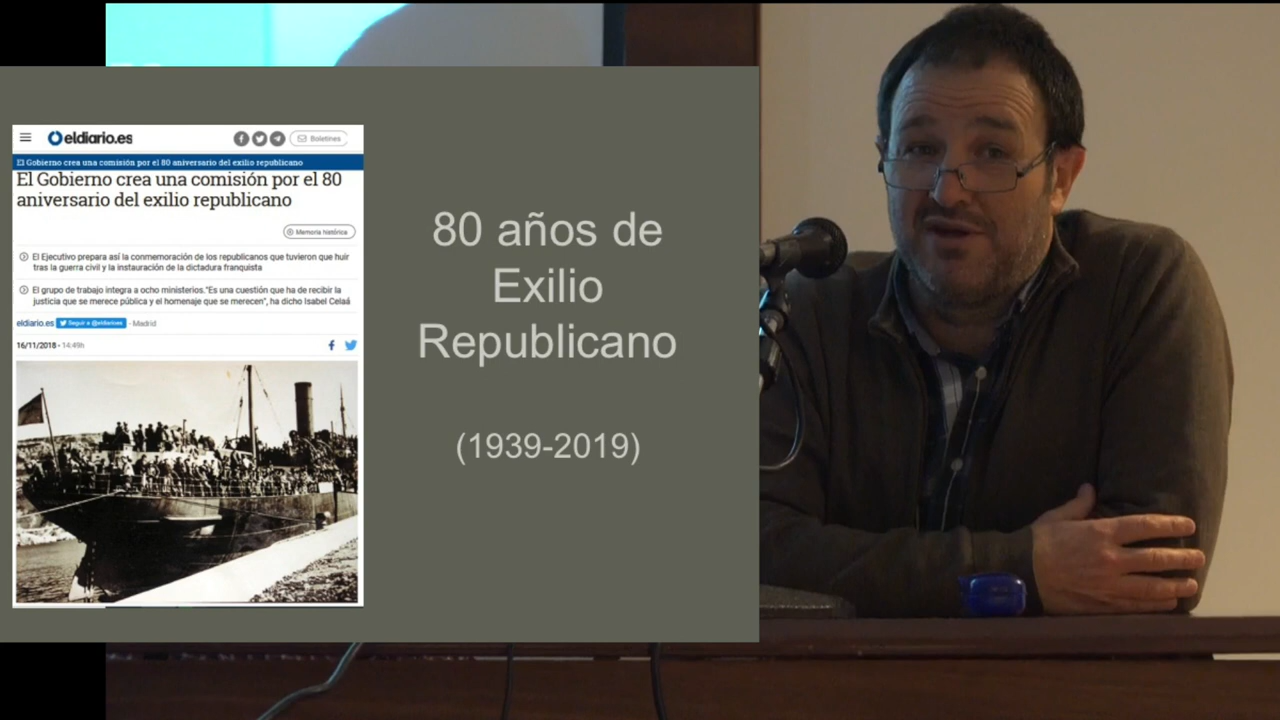 eldiario.es
Boletines
El Gobierno crea una comisión por el 80 aniversario del exilio republicano
El Gobierno crea una comisión por el 80
aniversario del exilio republicano
Memoria histórica
El Ejecutivo prepara así la conmemoración de los republicanos que tuvieron que huir
tras la guerra civil y la instauración de la dictadura franquista
El grupo de trabajo integra a ocho ministerios."Es una cuestión que ha de recibir la
justicia que se merece pública y el homenaje que se merecen", ha dicho Isabel Celaá
eldiario.es Seguir a @eldiarioes - Madrid
16/11/2018 - 14:49h
80 años de
Exilio
Republicano
(1939-2019)